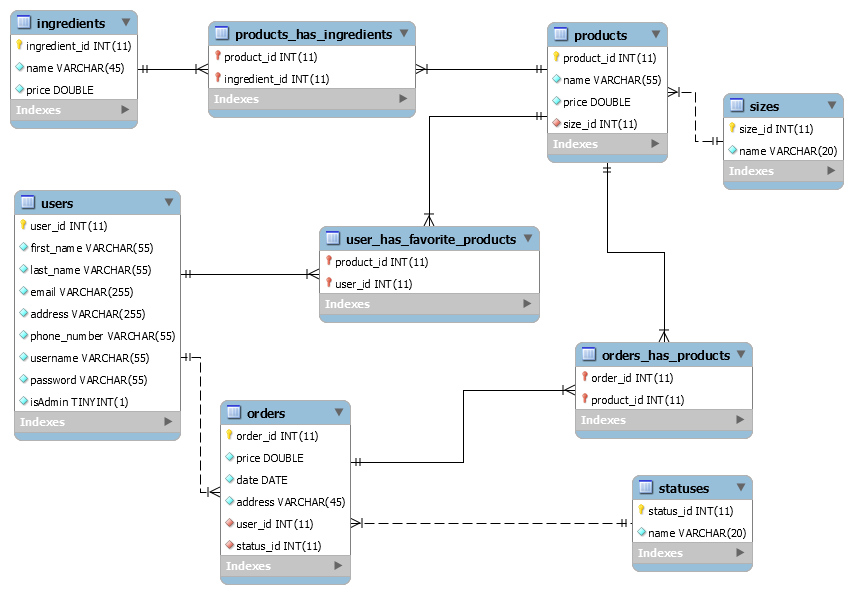 ingredients
ingredient_id INT(11)
name VARCHAR(45)
price DOUBLE
Indexes
products_has_ingredients
product_id INT(11)
ingredient_id INT(11)
Indexes
products
product_id INT(11)
name VARCHAR(55)
price DOUBLE
size_id INT(11)
Indexes
sizes
size_id INT(11)
name VARCHAR(20)
Indexes
users
user_id INT(11)
first_name VARCHAR(55)
last_name VARCHAR(55)
email VARCHAR(255)
address VARCHAR(255)
phone_number VARCHAR(55)
username VARCHAR(55)
password VARCHAR(55)
isAdmin TINYINT(1)
Indexes
user_has_favorite_products
product_id INT(11)
user_id INT(11)
Indexes
orders_has_products
order_id INT(11)
product_id INT(11)
Indexes
orders
order_id INT(11)
price DOUBLE
date DATE
address VARCHAR(45)
user_id INT(11)
status_id INT(11)
Indexes
statuses
status_id INT(11)
name VARCHAR(20)
Indexes